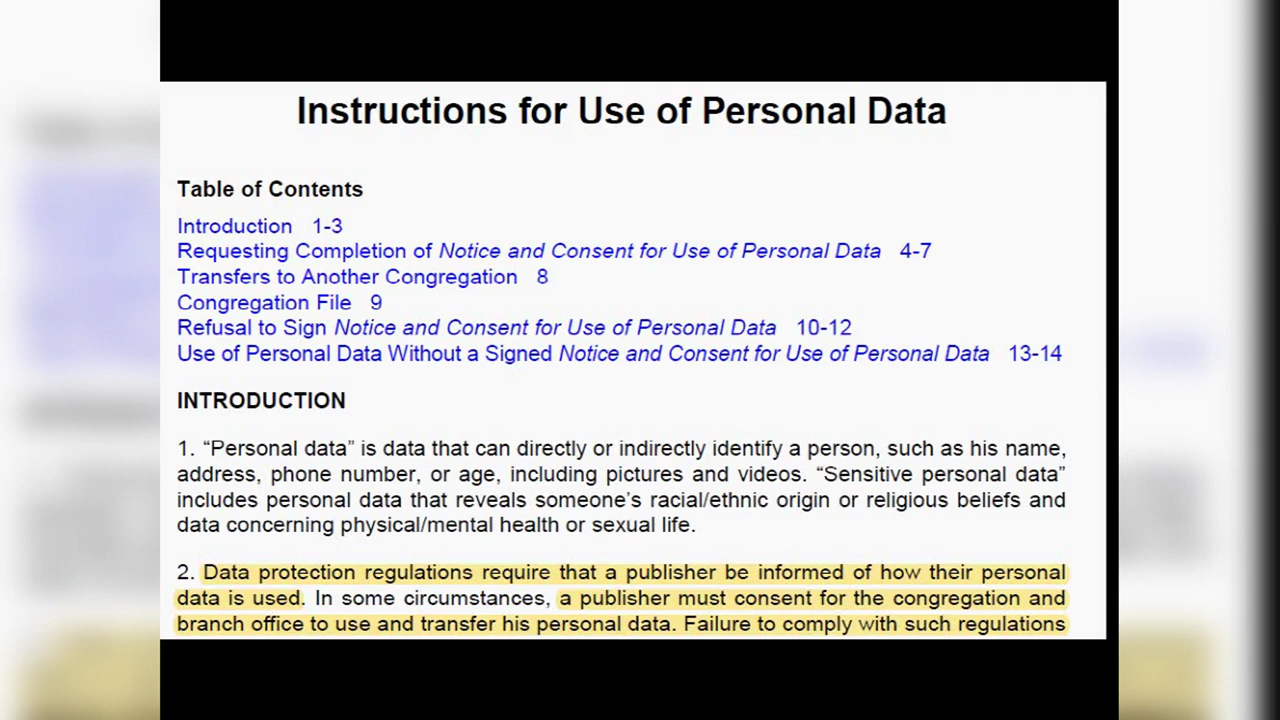 Instructions for Use of Personal Data
Table of Contents
Introduction 1-3
Requesting Completion of Notice and Consent for Use of Personal Data 4-7
Transfers to Another Congregation 8
Congregation File 9
Refusal to Sign Notice and Consent for Use of Personal Data 10-12
Use of Personal Data Without a Signed Notice and Consent for Use of Personal Data 13-14
INTRODUCTION
1. “Personal data” is data that can directly or indirectly identify a person, such as his name,
address, phone number, or age, including pictures and videos. “Sensitive personal data”
includes personal data that reveals someone’s racial/ethnic origin or religious beliefs and
data concerning physical/mental health or sexual life.
2. Data protection regulations require that a publisher be informed of how their personal
data is used. In some circumstances, a publisher must consent for the congregation and
branch office to use and transfer his personal data. Failure to comply with such regulations